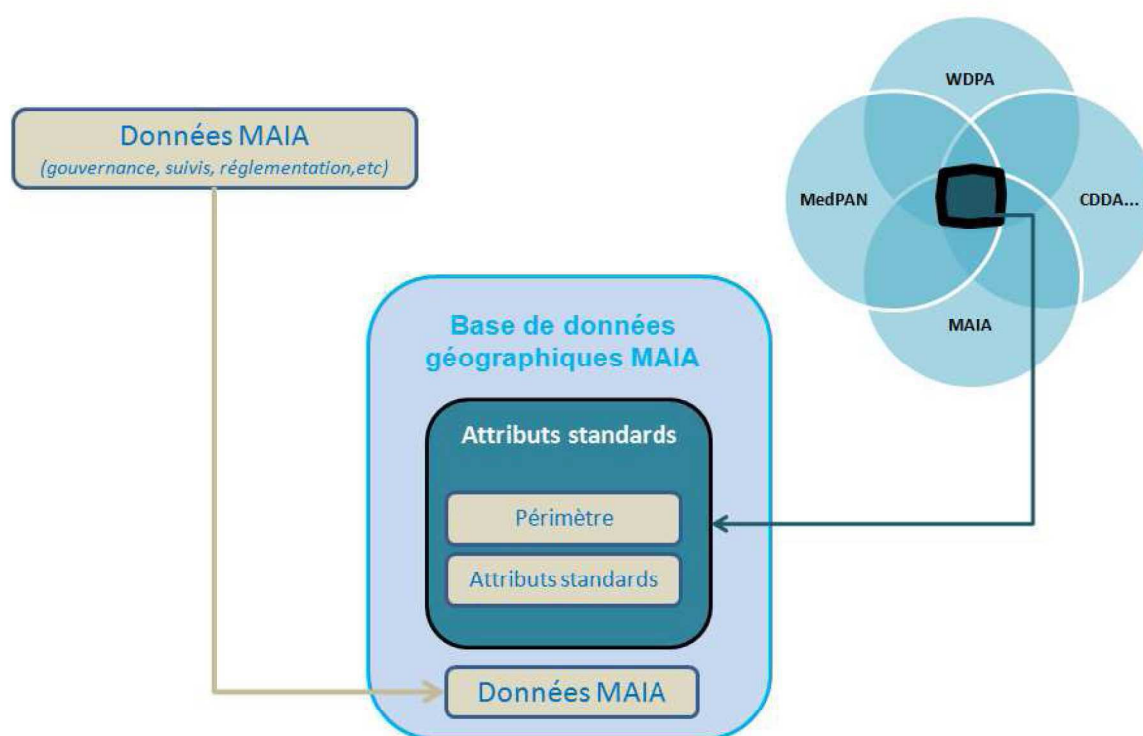 WDPA
Données MAIA
(gouvernance, suivis, réglementation,etc)
MedPAN
CDDA...
MAIA
Base de données
géographiques MAIA
Attributs standards
Périmètre
Attributs standards
Données MAIA